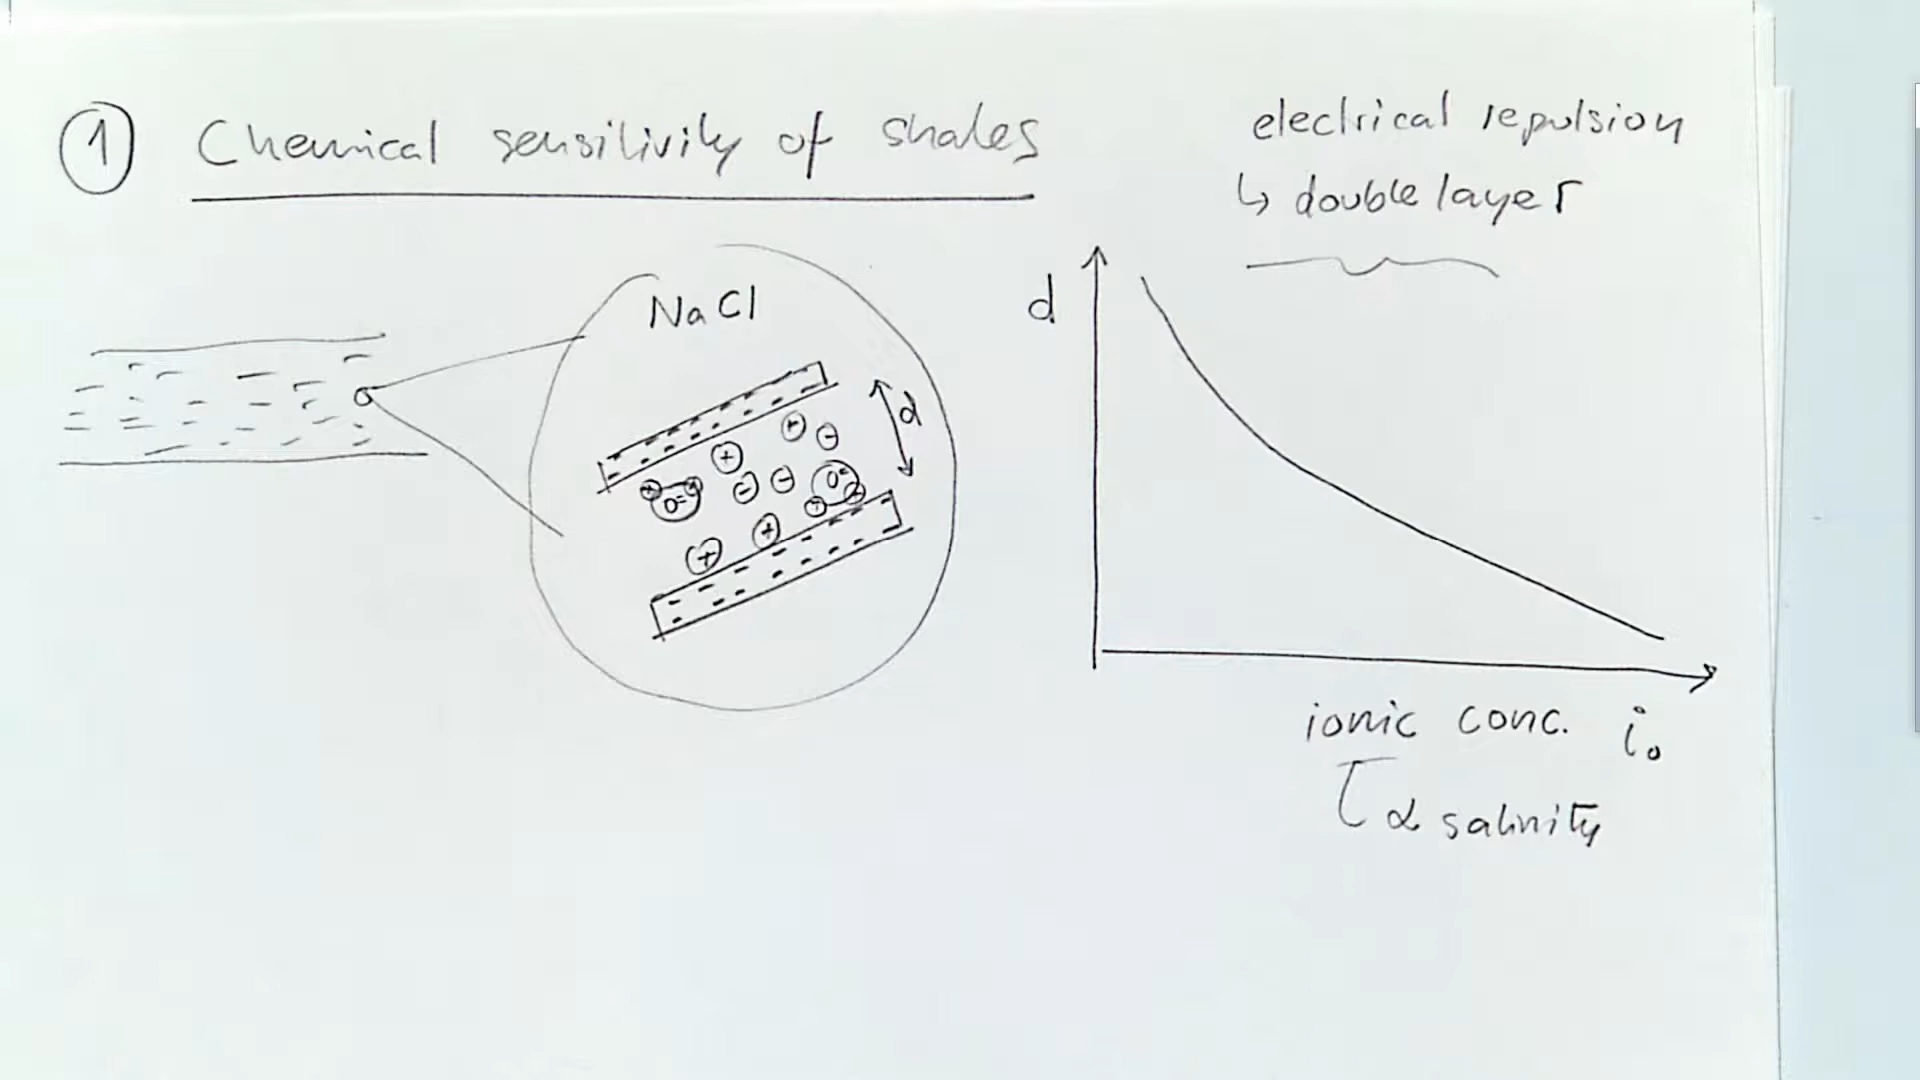 ① Chemical sensitivity of shales
electrical repulsion
↳ double layer
NaCl
d
+ -
+
O= - - O=
+
+ +
d
ionic conc. i₀
α salinity